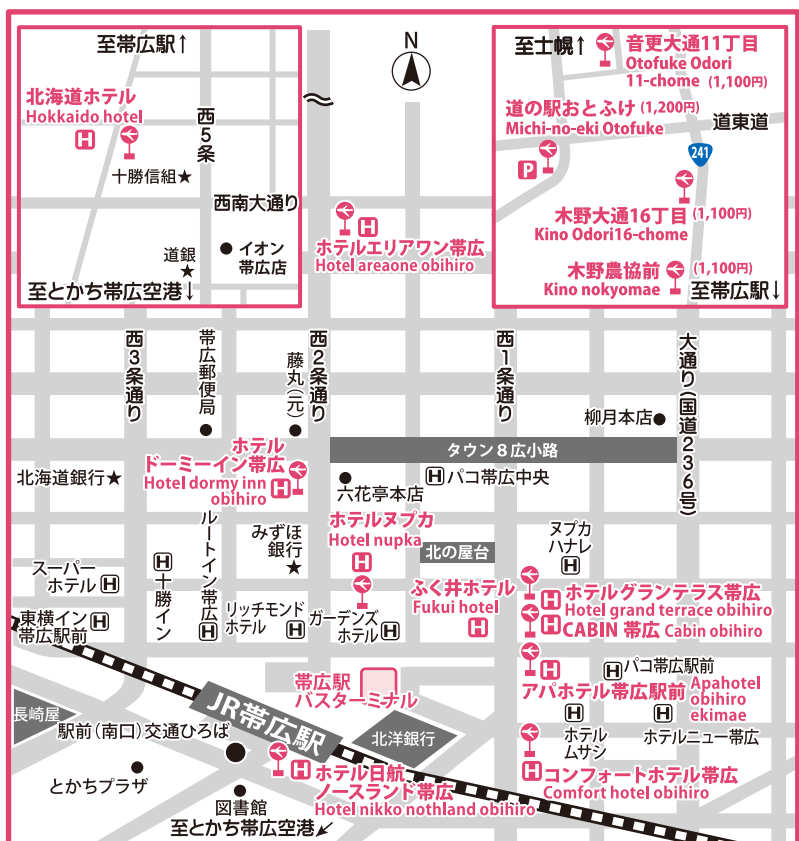 至帯広駅↑
北海道ホテル
Hokkaido hotel
H
西5条
十勝信組★
西南大通り
道銀
★
イオン
帯広店
至とかち帯広空港↓
N
至士幌↑
音更大通11丁目
Otofuke Odori
11-chome (1,100円)
道の駅おとふけ (1,200円)
Michi-no-eki Otofuke
道東道
P
241
木野大通16丁目 (1,100円)
Kino Odori16-chome
木野農協前 (1,100円)
Kino nokyomae
至帯広駅↓
H
ホテルエリアワン帯広
Hotel areaone obihiro
西3条通り
帯広郵便局
藤丸(元)
西2条通り
西1条通り
大通り(国道236号)
柳月本店
タウン8広小路
ホテル
ドーミーイン帯広
Hotel dormy inn
obihiro
H
北海道銀行★
六花亭本店
H パコ帯広中央
ホテルヌプカ
Hotel nupka
H
北の屋台
ヌプカ
ハナレ
H
みずほ
銀行
★
ルートイン帯広
H
H
十勝イン
スーパー
ホテル H
東横イン H
帯広駅前
リッチモンド
ホテル H
ガーデンズ
ホテル H
ふく井ホテル
Fukui hotel
H
H ホテルグランテラス帯広
Hotel grand terrace obihiro
H CABIN 帯広 Cabin obihiro
H
H パコ帯広駅前
アパホテル帯広駅前 Apahotel
obihiro
ekimae
H
ホテル
ムサシ
H
ホテルニュー帯広
帯広駅
バスターミナル
JR帯広駅
北洋銀行
長崎屋
駅前(南口)交通ひろば
とかちプラザ
図書館
至とかち帯広空港↙
H ホテル日航
ノースランド帯広
Hotel nikko nothland obihiro
H コンフォートホテル帯広
Comfort hotel obihiro